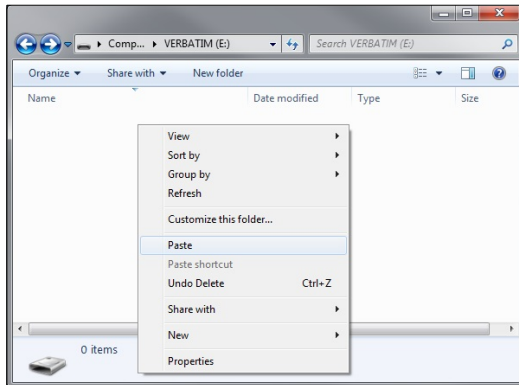 Comp... VERBATIM (E:) Search VERBATIM (E:)
Organize Share with New folder
Name Date modified Type Size
View
Sort by
Group by
Refresh
Customize this folder...
Paste
Paste shortcut
Undo Delete Ctrl+Z
Share with
New
Properties
0 items